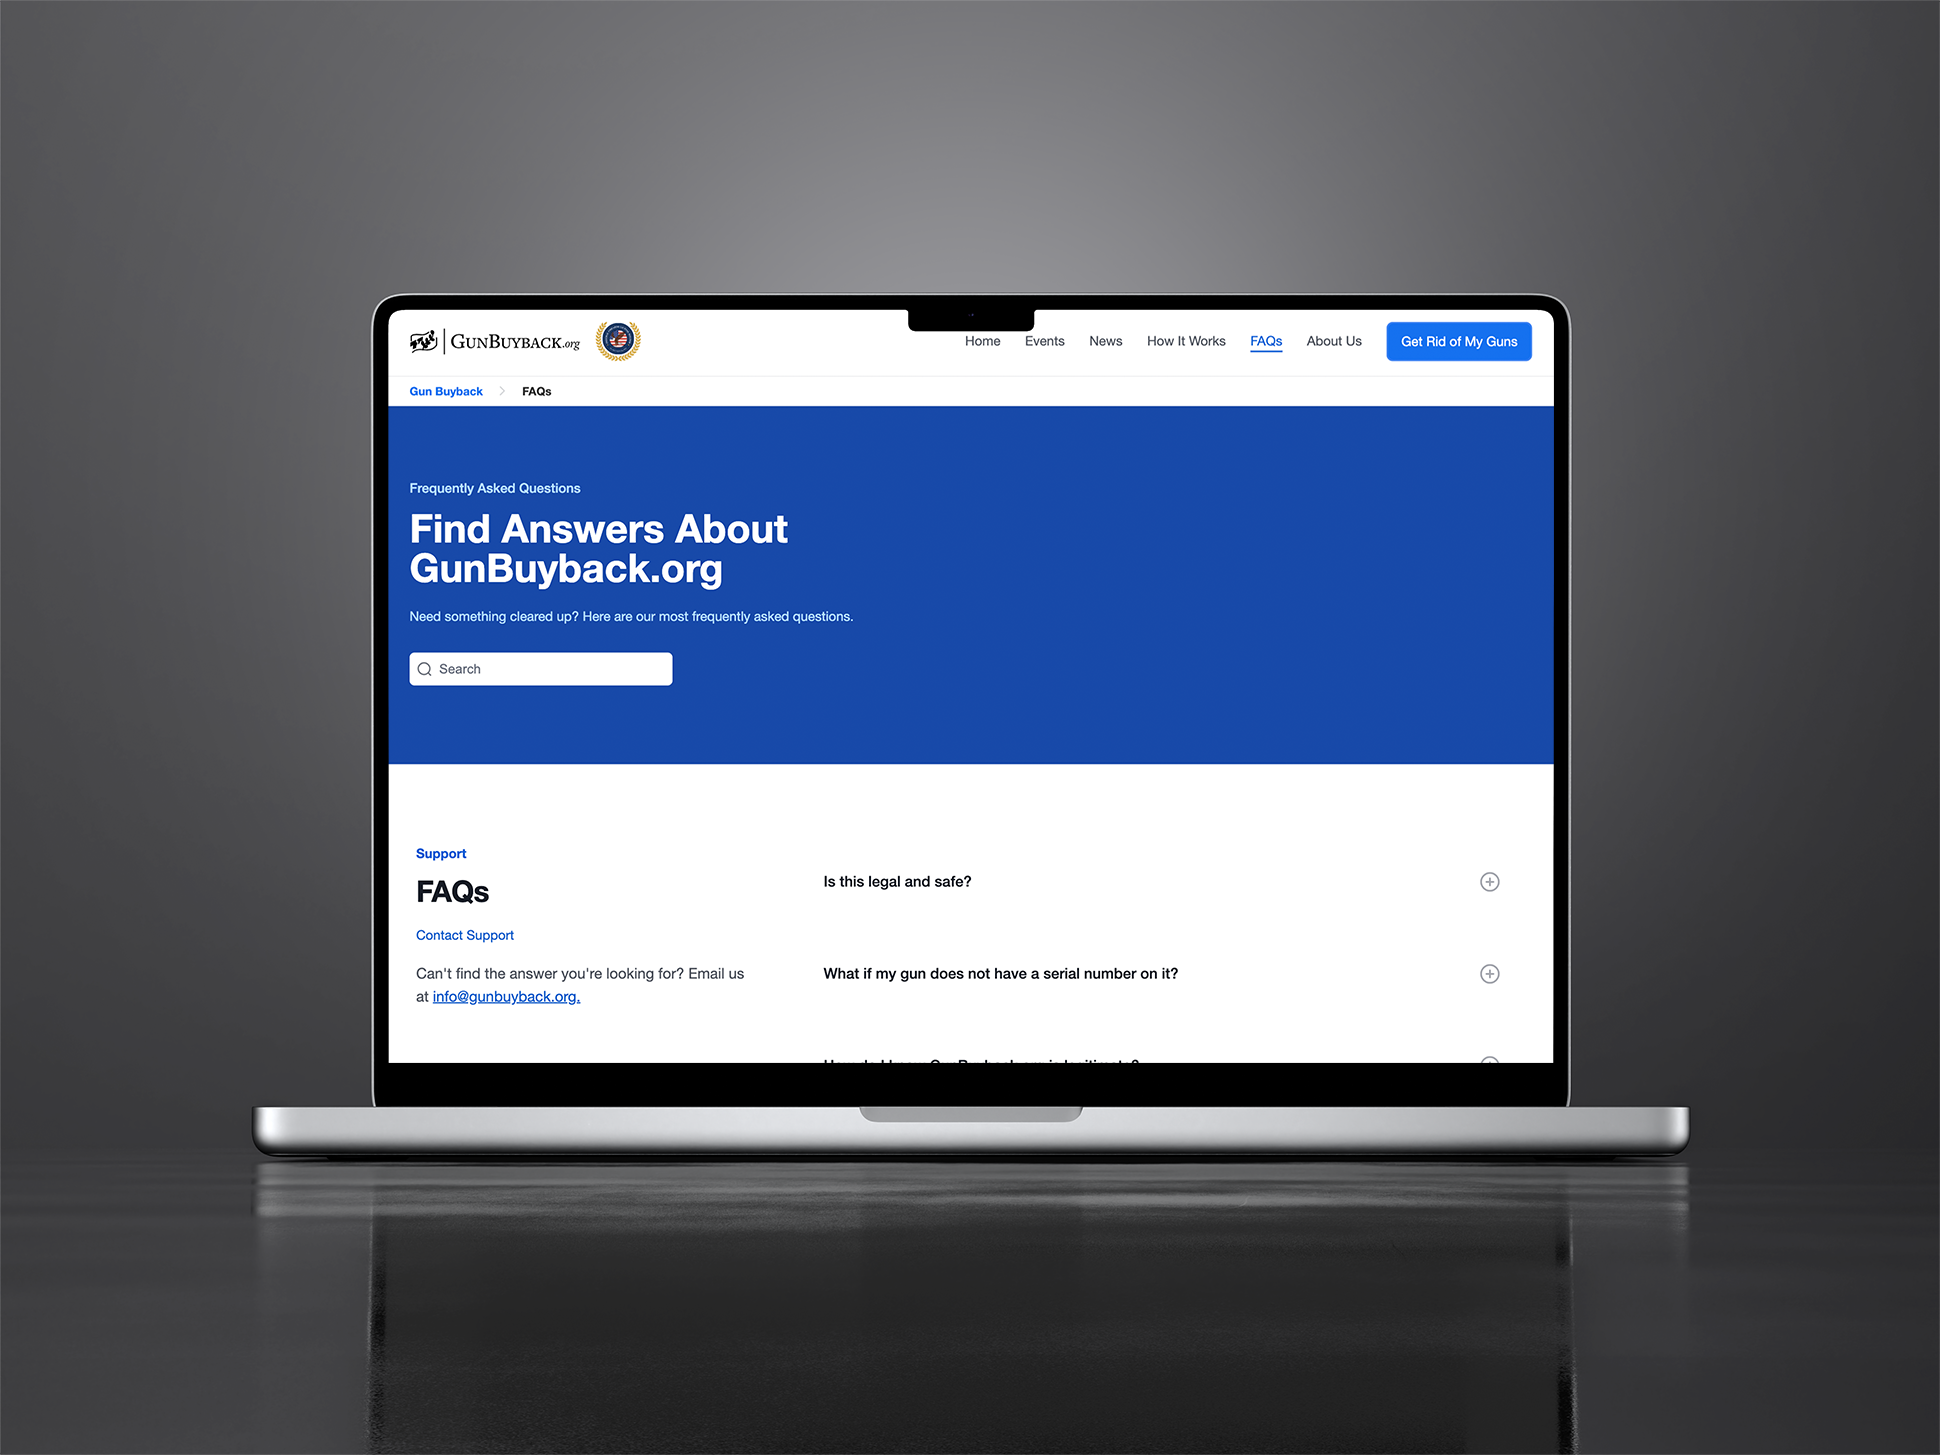 GunBuyback.org
Home Events News How It Works FAQs About Us Get Rid of My Guns
Gun Buyback FAQs
Frequently Asked Questions
Find Answers About
GunBuyback.org
Need something cleared up? Here are our most frequently asked questions.
Search
Support
FAQs
Contact Support
Can't find the answer you're looking for? Email us
at info@gunbuyback.org.
Is this legal and safe?
What if my gun does not have a serial number on it?